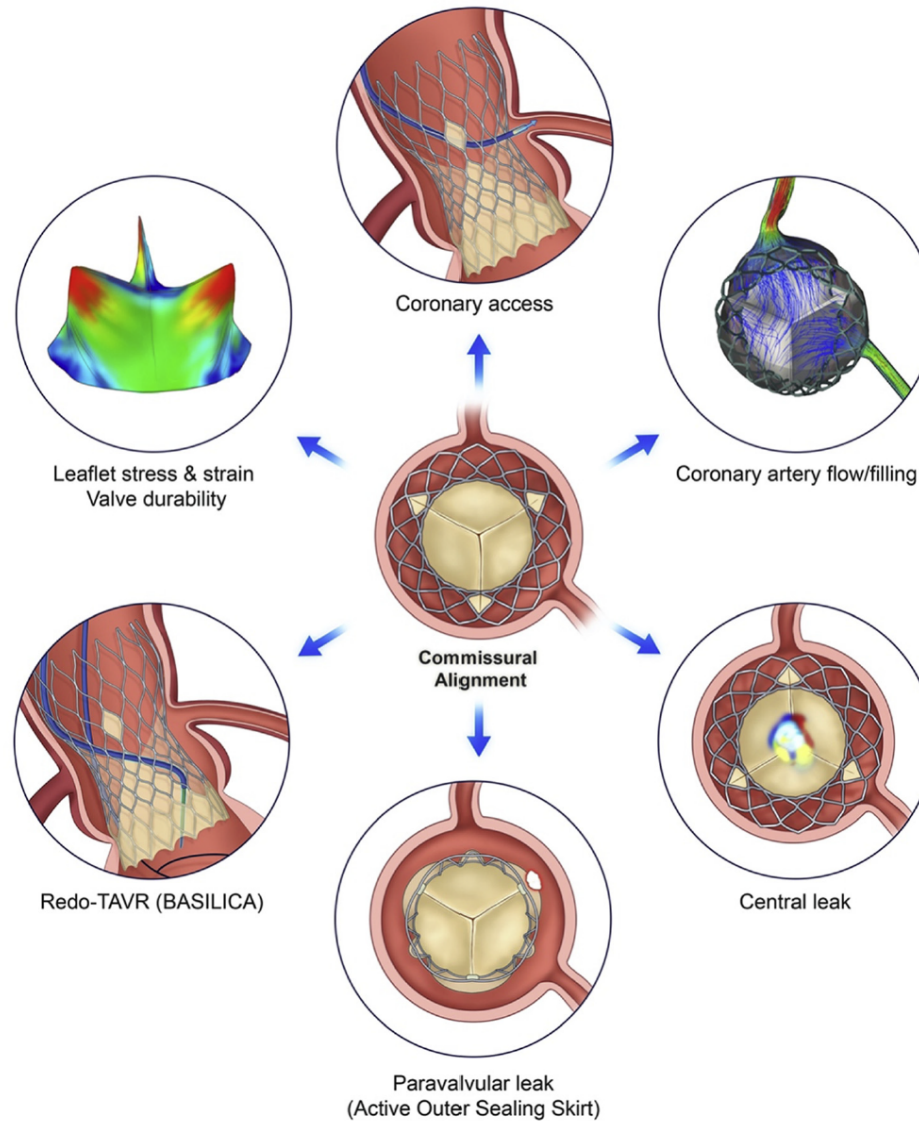 Coronary access
Leaflet stress & strain
Valve durability
Coronary artery flow/filling
Commissural
Alignment
Redo-TAVR (BASILICA)
Central leak
Paravalvular leak
(Active Outer Sealing Skirt)